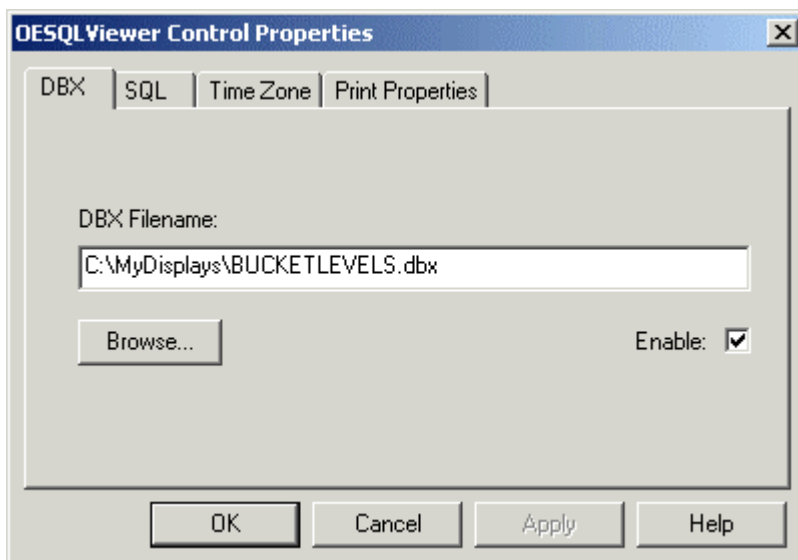 OESQLViewer Control Properties
DBX SQL Time Zone Print Properties
DBX Filename:
C:\MyDisplays\BUCKETLEVELS.dbx
Browse... Enable:
OK Cancel Apply Help